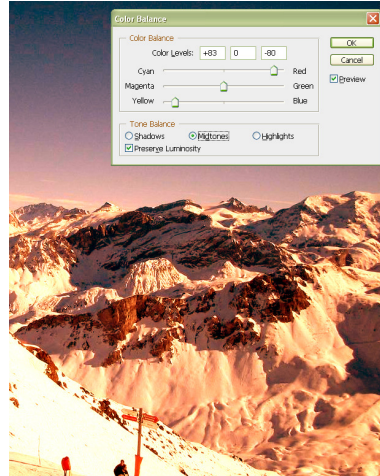 Color Balance
Color Balance
Color Levels: +83 0 -80
OK
Cancel
Preview
Cyan Red
Magenta Green
Yellow Blue
Tone Balance
Shadows Midtones Highlights
Preserve Luminosity